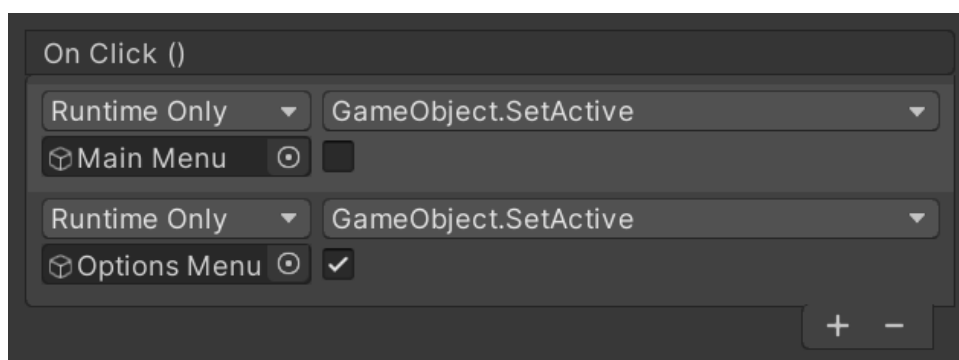 On Click ()
Runtime Only GameObject.SetActive
Main Menu
Runtime Only GameObject.SetActive
Options Menu